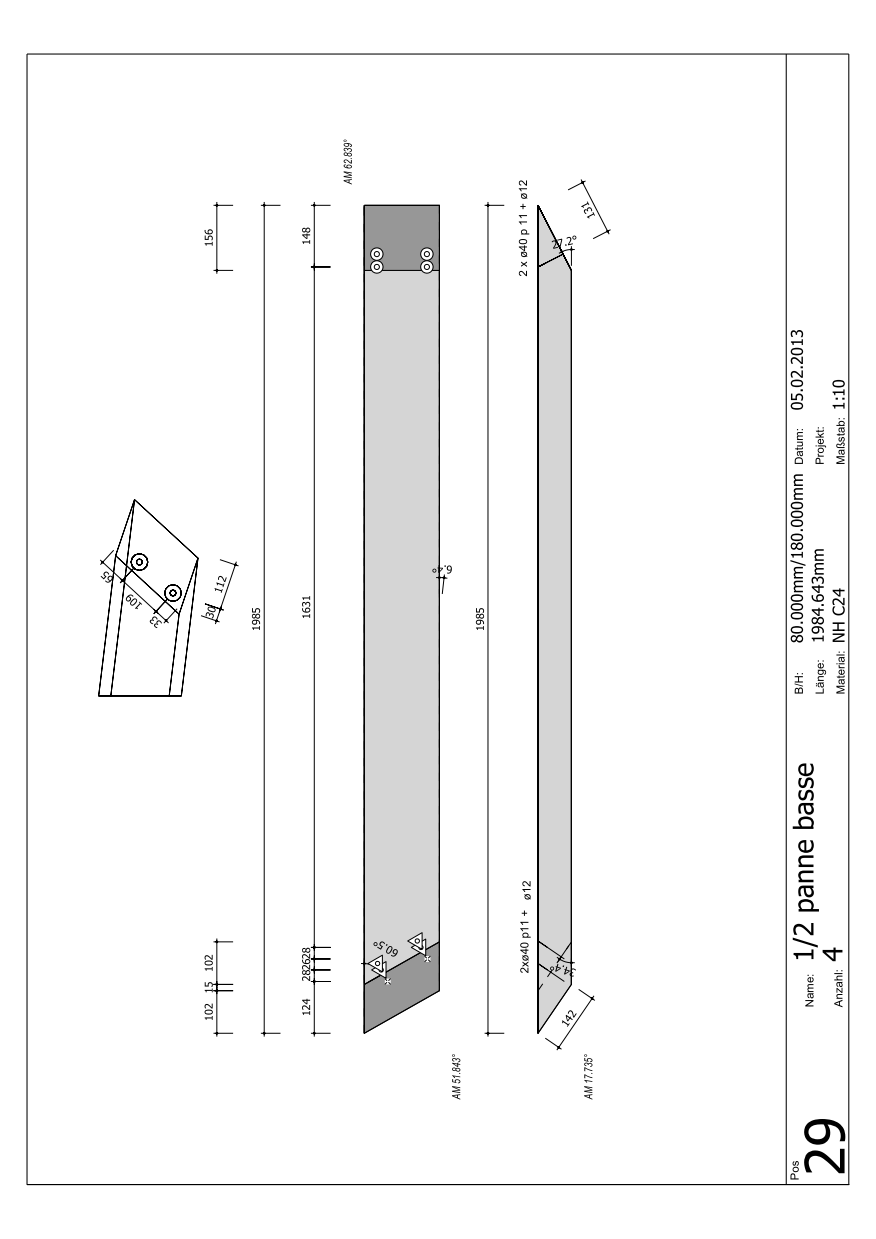 AM 62.839°
156
148
1985
1631
102
15
102
28
26
28
124
60.5°
6.4°
AM 51.843°
65
109
33
112
30
2 x ø40 p 11 + ø12
131
27.2°
1985
2xø40 p11 + ø12
34.4°
142
AM 17.735°
Pos
29
Name: 1/2 panne basse
Anzahl: 4
B/H: 80.000mm/180.000mm
Länge: 1984.643mm
Material: NH C24
Datum: 05.02.2013
Projekt:
Maßstab: 1:10